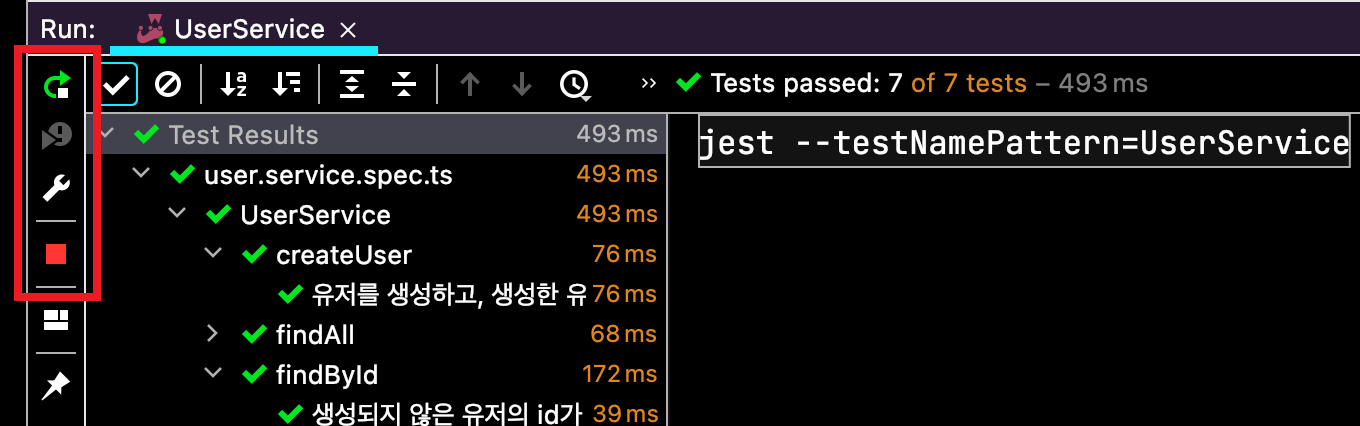 Run: UserService ×
» Tests passed: 7 of 7 tests – 493 ms
Test Results 493 ms
jest --testNamePattern=UserService
user.service.spec.ts 493 ms
UserService 493 ms
createUser 76 ms
유저를 생성하고, 생성한 유 76 ms
findAll 68 ms
findById 172 ms
생성되지 않은 유저의 id가 39 ms